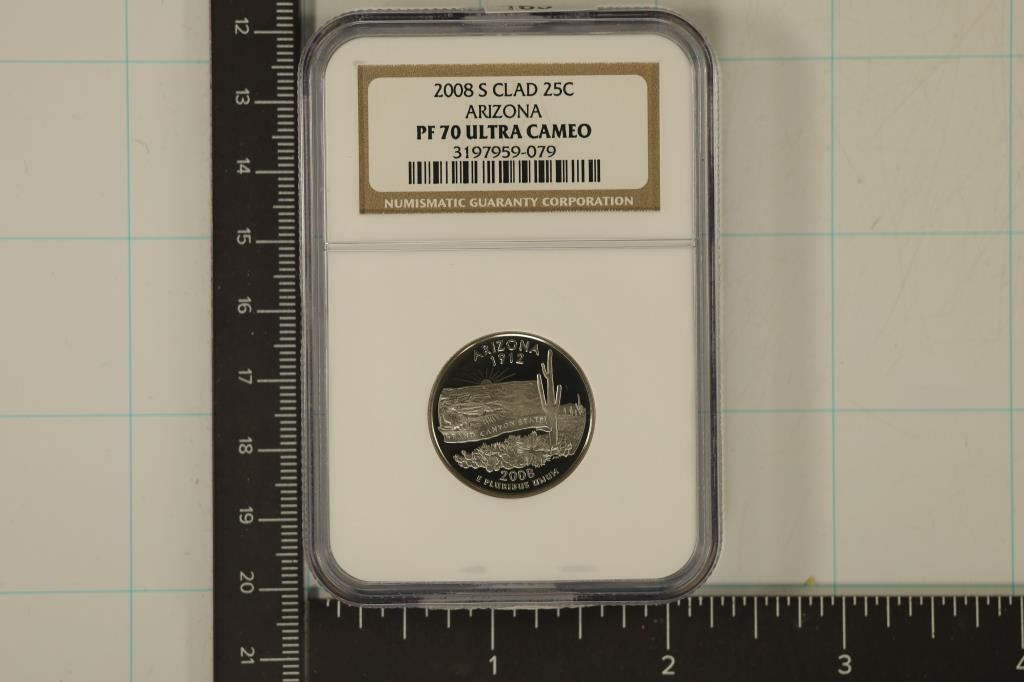 2008 S CLAD 25C
ARIZONA
PF 70 ULTRA CAMEO
3197959-079
NUMISMATIC GUARANTY CORPORATION
ARIZONA
1912
GRAND CANYON STATE
2008
E PLURIBUS UNUM
12
13
14
15
16
17
18
19
20
21
1 2 3 4